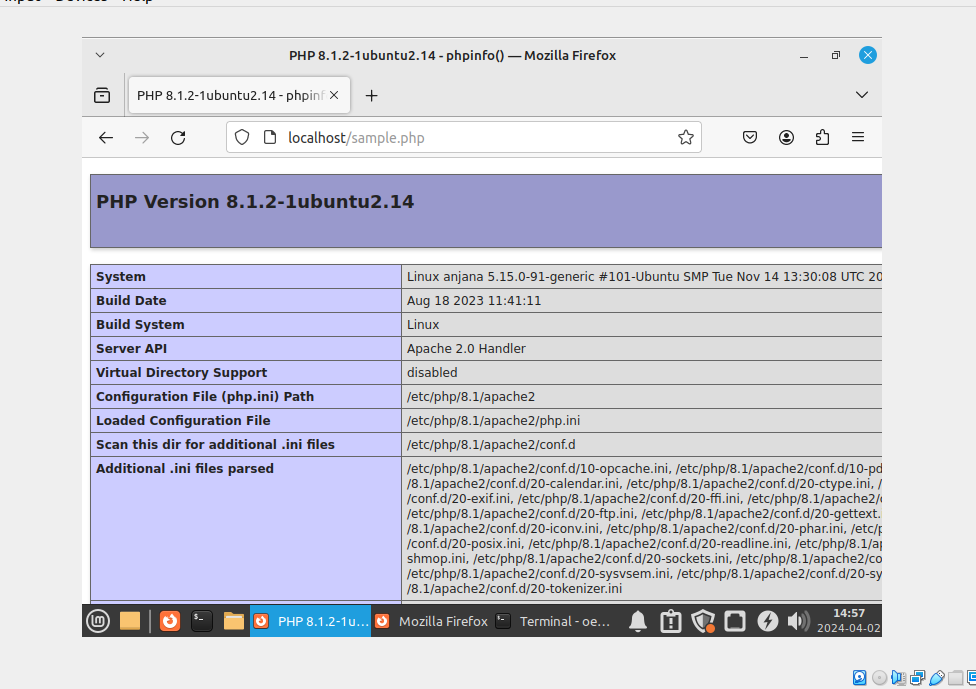 Input Devices Help
PHP 8.1.2-1ubuntu2.14 - phpinfo() — Mozilla Firefox
PHP 8.1.2-1ubuntu2.14 - phpinf
localhost/sample.php
PHP Version 8.1.2-1ubuntu2.14
System Linux anjana 5.15.0-91-generic #101-Ubuntu SMP Tue Nov 14 13:30:08 UTC 20
Build Date Aug 18 2023 11:41:11
Build System Linux
Server API Apache 2.0 Handler
Virtual Directory Support disabled
Configuration File (php.ini) Path /etc/php/8.1/apache2
Loaded Configuration File /etc/php/8.1/apache2/php.ini
Scan this dir for additional .ini files /etc/php/8.1/apache2/conf.d
Additional .ini files parsed /etc/php/8.1/apache2/conf.d/10-opcache.ini, /etc/php/8.1/apache2/conf.d/10-pd
/8.1/apache2/conf.d/20-calendar.ini, /etc/php/8.1/apache2/conf.d/20-ctype.ini, /
/conf.d/20-exif.ini, /etc/php/8.1/apache2/conf.d/20-ffi.ini, /etc/php/8.1/apache2/
/etc/php/8.1/apache2/conf.d/20-ftp.ini, /etc/php/8.1/apache2/conf.d/20-gettext.
/8.1/apache2/conf.d/20-iconv.ini, /etc/php/8.1/apache2/conf.d/20-phar.ini, /etc/p
/conf.d/20-posix.ini, /etc/php/8.1/apache2/conf.d/20-readline.ini, /etc/php/8.1/ap
shmop.ini, /etc/php/8.1/apache2/conf.d/20-sockets.ini, /etc/php/8.1/apache2/co
/etc/php/8.1/apache2/conf.d/20-sysvsem.ini, /etc/php/8.1/apache2/conf.d/20-sy
/8.1/apache2/conf.d/20-tokenizer.ini
PHP 8.1.2-1u... Mozilla Firefox Terminal - oe... 14:57
2024-04-02